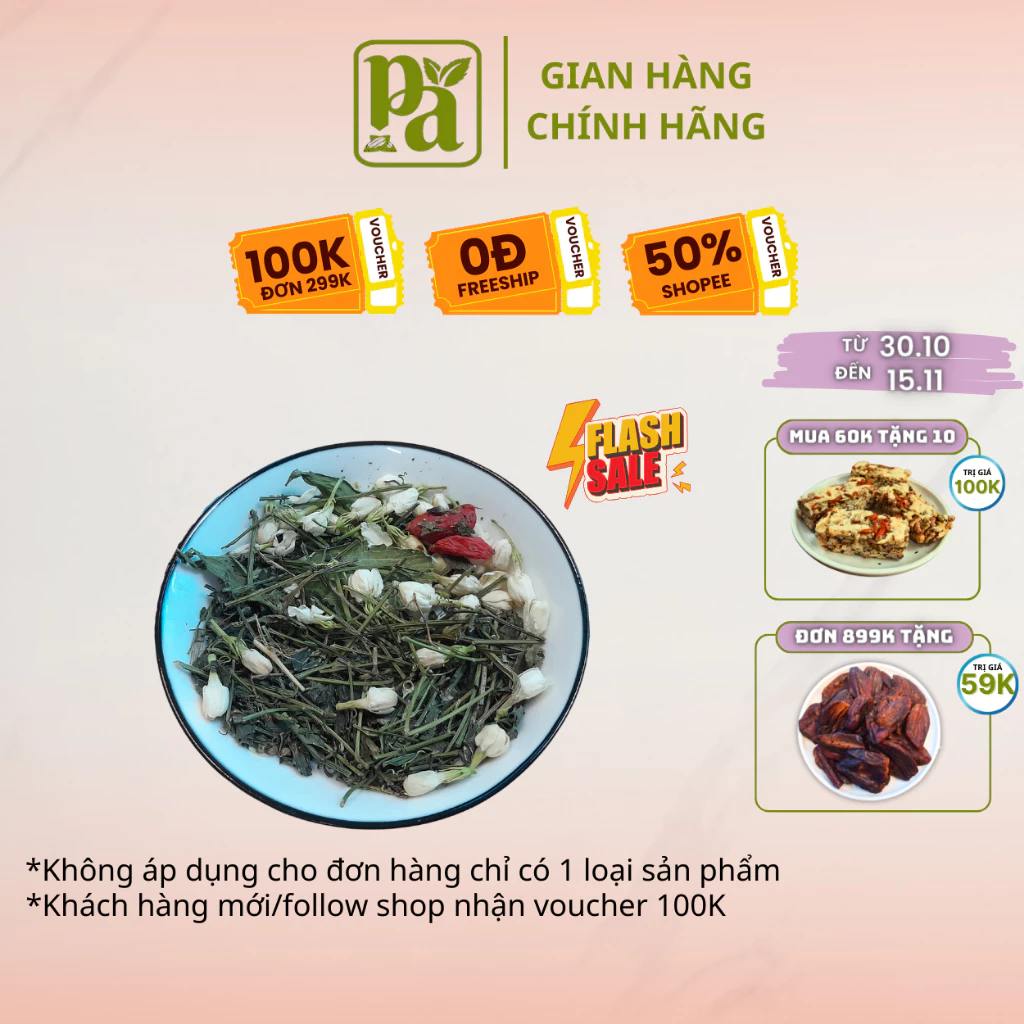 pa
GIAN HÀNG
CHÍNH HÃNG
100K
ĐƠN 299K
VOUCHER
0Đ
FREESHIP
VOUCHER
50%
SHOPEE
VOUCHER
TỪ 30.10
ĐẾN 15.11
FLASH
SALE
MUA 60K TẶNG 10
TRỊ GIÁ
100K
ĐƠN 899K TẶNG
TRỊ GIÁ
59K
*Không áp dụng cho đơn hàng chỉ có 1 loại sản phẩm
*Khách hàng mới/follow shop nhận voucher 100K